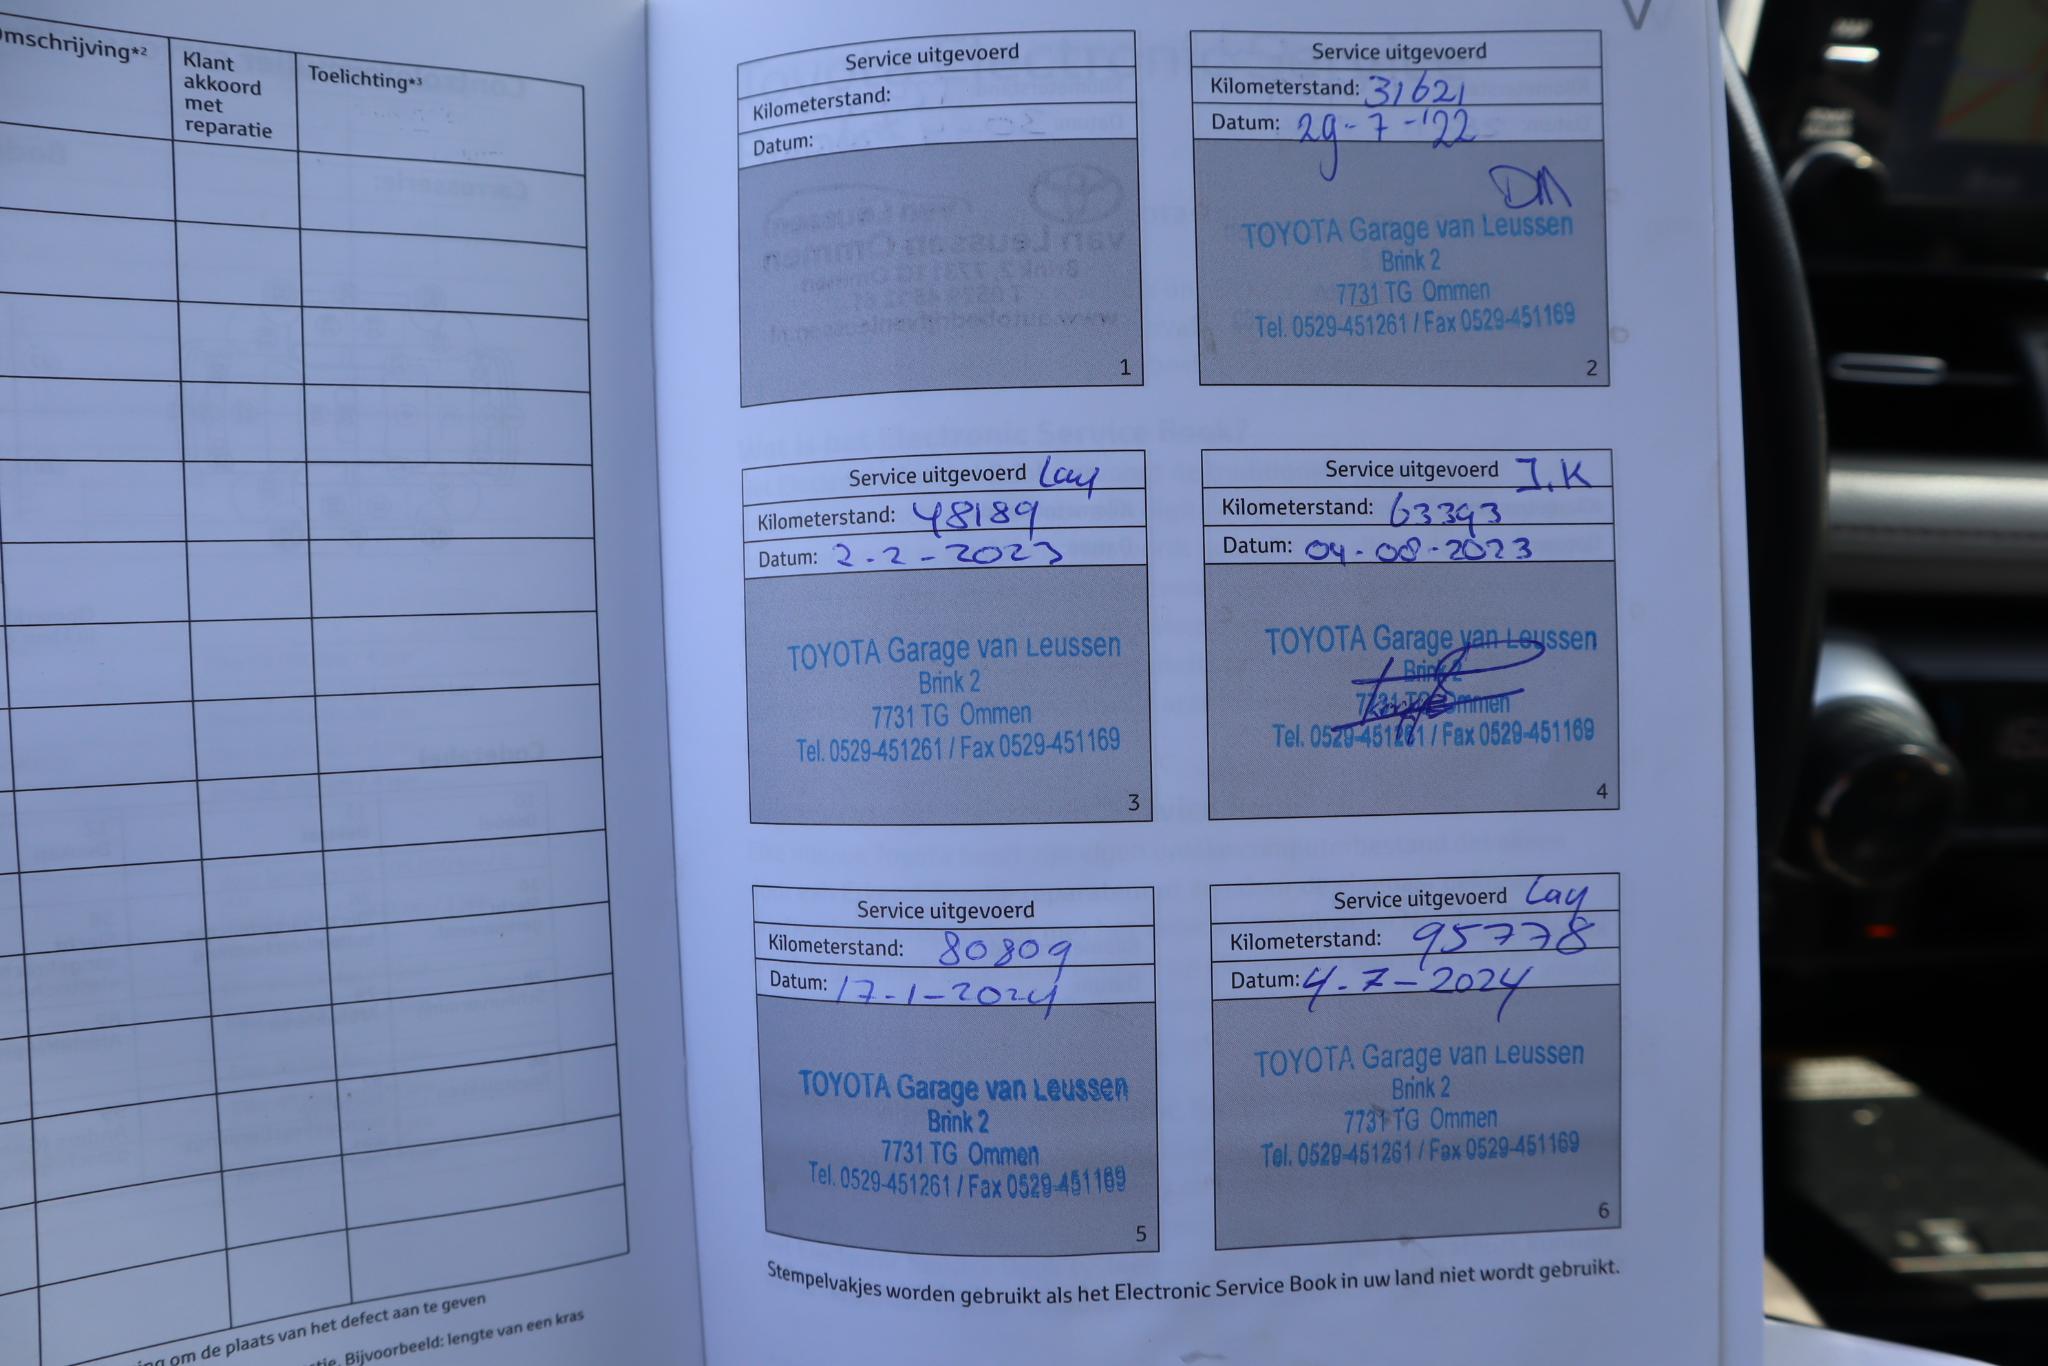 Omschrijving*²
Klant
akkoord
met
reparatie
Toelichting*³
om de plaats van het defect aan te geven
Bijvoorbeeld: lengte van een kras
Service uitgevoerd
Kilometerstand:
Datum:
1
Service uitgevoerd
Kilometerstand: 31621
Datum: 29-7-'22
DM
TOYOTA Garage van Leussen
Brink 2
7731 TG Ommen
Tel. 0529-451261 / Fax 0529-451169
2
Service uitgevoerd Lay
Kilometerstand: 48189
Datum: 2-2-2023
TOYOTA Garage van Leussen
Brink 2
7731 TG Ommen
Tel. 0529-451261 / Fax 0529-451169
3
Service uitgevoerd J.K
Kilometerstand: 63393
Datum: 04-08-2023
TOYOTA Garage van Leussen
Brink 2
7731 TG Ommen
Tel. 0529-451261 / Fax 0529-451169
4
Service uitgevoerd
Kilometerstand: 80809
Datum: 17-1-2024
TOYOTA Garage van Leussen
Brink 2
7731 TG Ommen
Tel. 0529-451261 / Fax 0529-451169
5
Service uitgevoerd Lay
Kilometerstand: 95778
Datum: 4-7-2024
TOYOTA Garage van Leussen
Brink 2
7731 TG Ommen
Tel. 0529-451261 / Fax 0529-451169
6
Stempelvakjes worden gebruikt als het Electronic Service Book in uw land niet wordt gebruikt.